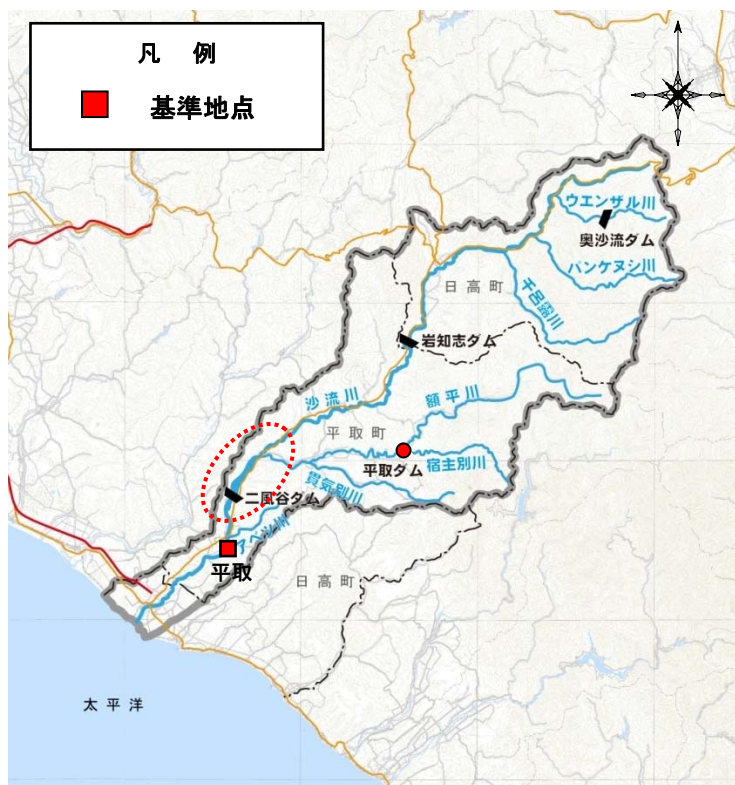 凡 例
基準地点
ウエンザル川
奥沙流ダム
パンケヌシ川
日高町
千呂露川
岩知志ダム
沙流川
額平川
平取町
平取ダム
宿主別川
貫気別川
二風谷ダム
アベツ川
平取
日高町
太平洋